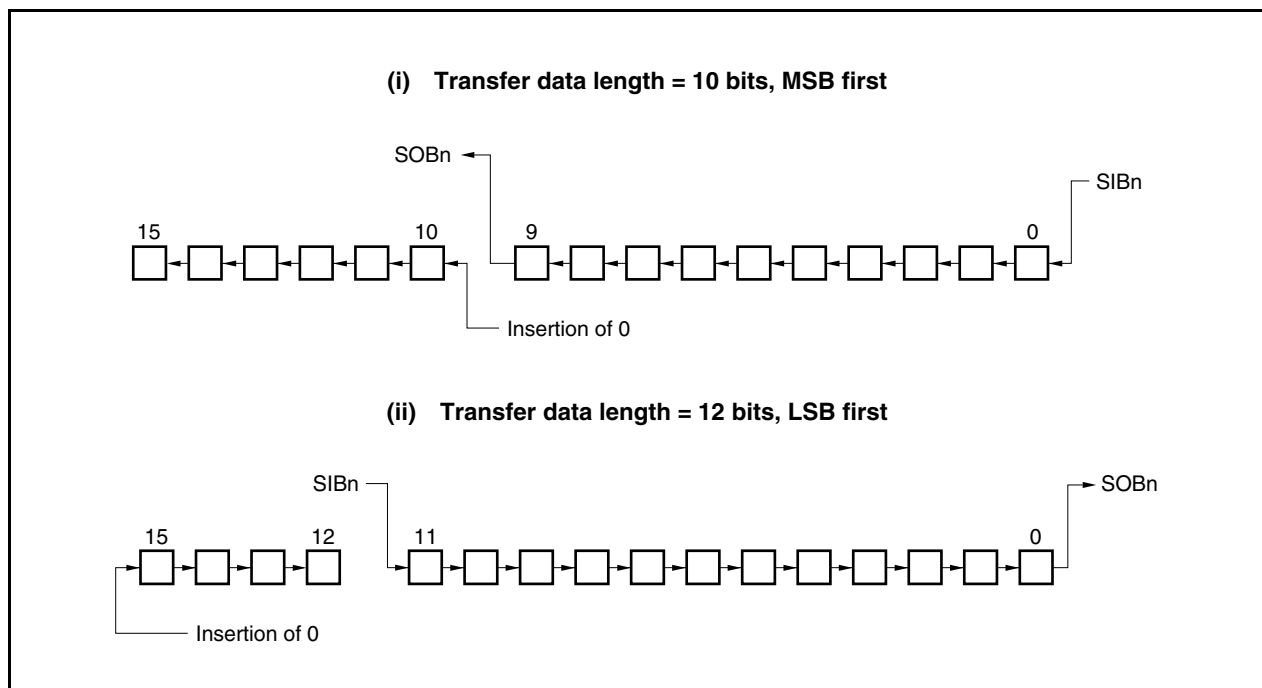 (i) Transfer data length = 10 bits, MSB first
SOBn
SIBn
15 10 9 0
Insertion of 0
(ii) Transfer data length = 12 bits, LSB first
SIBn
SOBn
15 12 11 0
Insertion of 0